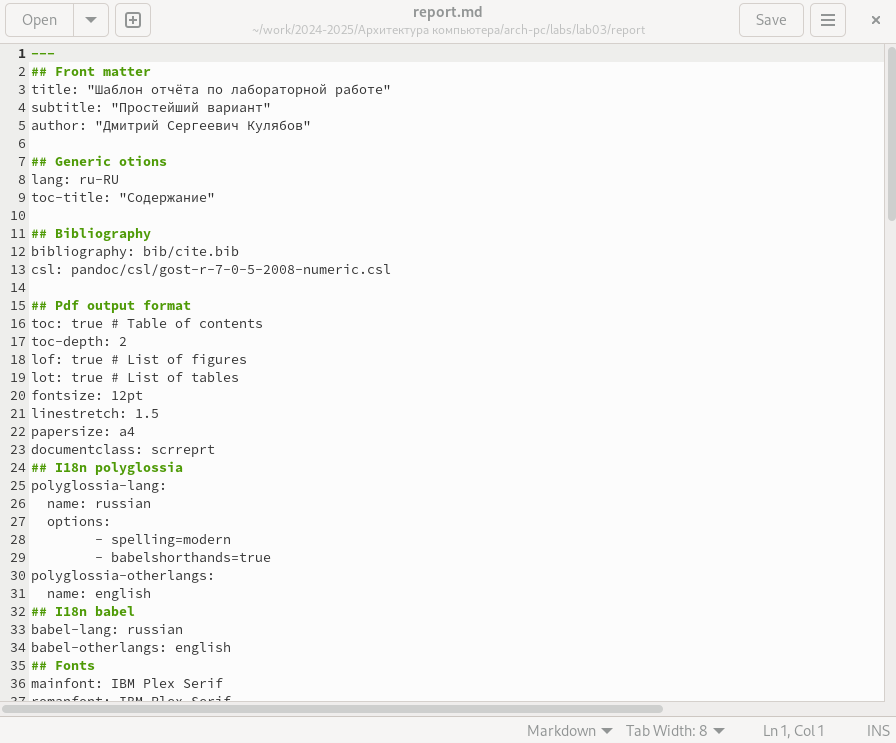 Open
report.md
~/work/2024-2025/Архитектура компьютера/arch-pc/labs/lab03/report
Save
1 ---
2 ## Front matter
3 title: "Шаблон отчёта по лабораторной работе"
4 subtitle: "Простейший вариант"
5 author: "Дмитрий Сергеевич Кулябов"
6
7 ## Generic otions
8 lang: ru-RU
9 toc-title: "Содержание"
10
11 ## Bibliography
12 bibliography: bib/cite.bib
13 csl: pandoc/csl/gost-r-7-0-5-2008-numeric.csl
14
15 ## Pdf output format
16 toc: true # Table of contents
17 toc-depth: 2
18 lof: true # List of figures
19 lot: true # List of tables
20 fontsize: 12pt
21 linestretch: 1.5
22 papersize: a4
23 documentclass: scrreprt
24 ## I18n polyglossia
25 polyglossia-lang:
26   name: russian
27   options:
28         - spelling=modern
29         - babelshorthands=true
30 polyglossia-otherlangs:
31   name: english
32 ## I18n babel
33 babel-lang: russian
34 babel-otherlangs: english
35 ## Fonts
36 mainfont: IBM Plex Serif
37 romanfont: IBM Plex Serif
Markdown Tab Width: 8 Ln 1, Col 1 INS